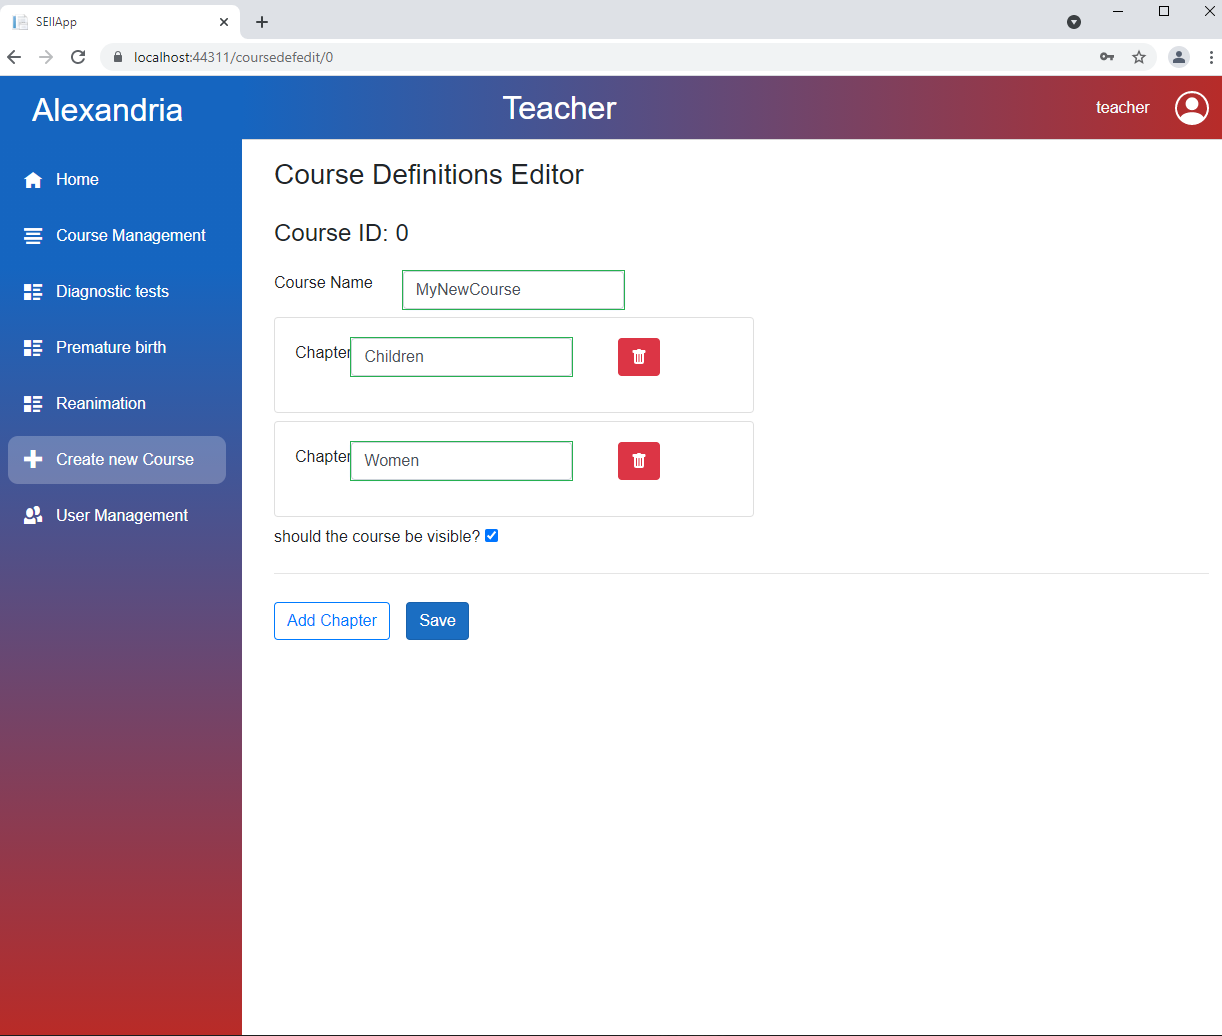 SEIIApp
localhost:44311/coursedefedit/0
Alexandria
Teacher
teacher
Home
Course Management
Diagnostic tests
Premature birth
Reanimation
Create new Course
User Management
Course Definitions Editor
Course ID: 0
Course Name MyNewCourse
Chapter Children
Chapter Women
should the course be visible?
Add Chapter Save